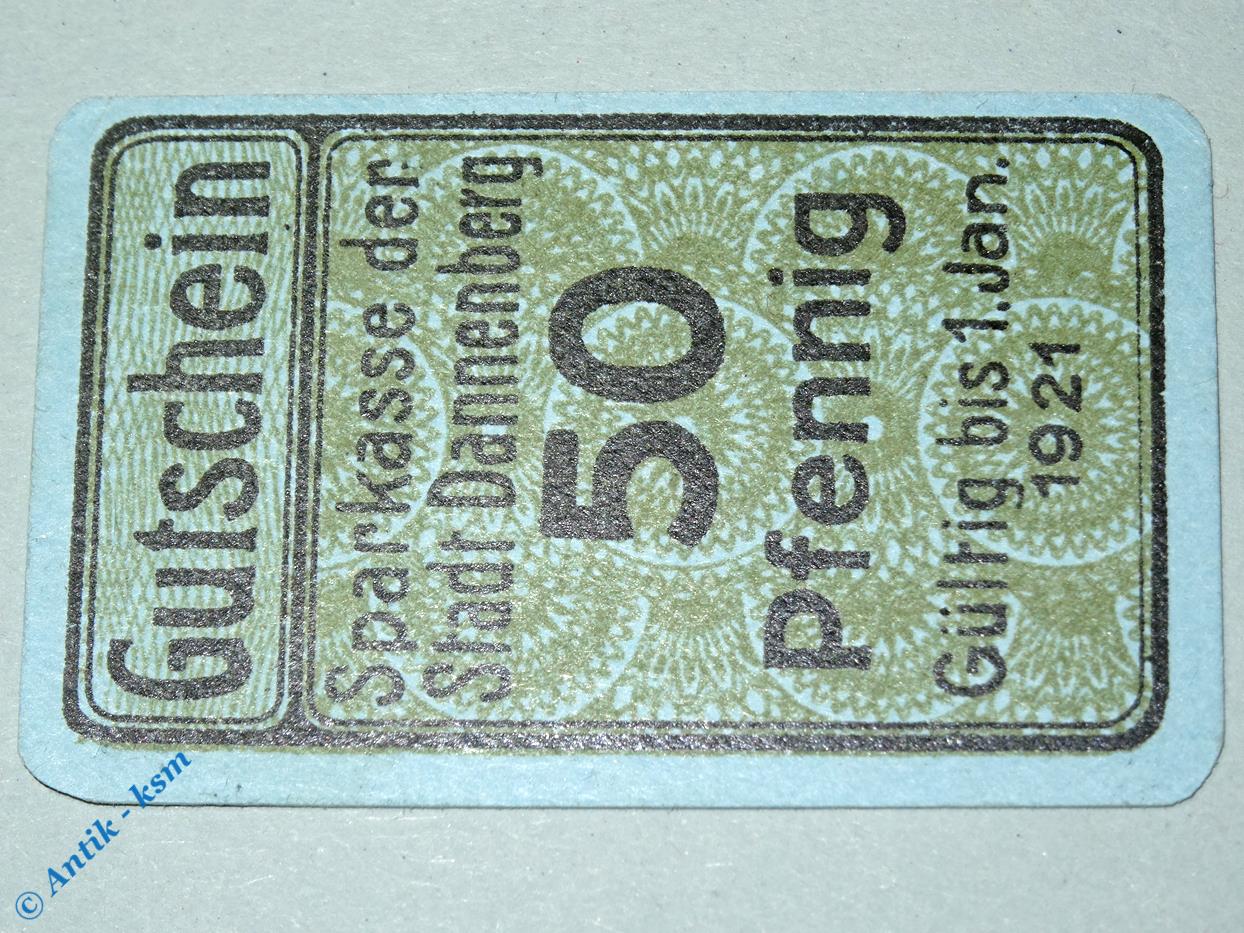 Gutschein
Sparkasse der
Stadt Dannenberg
50
Pfennig
Gültig bis 1. Jan.
1921
© Antik - ksm